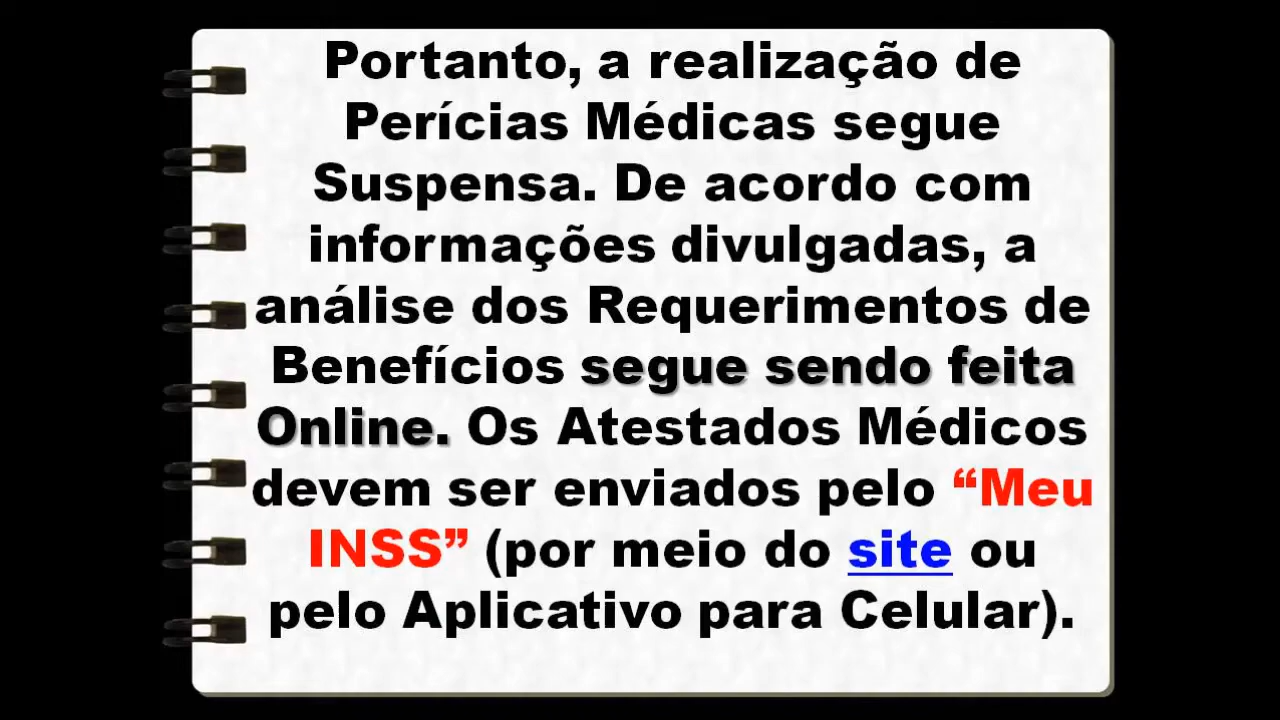 Portanto, a realização de
Perícias Médicas segue
Suspensa. De acordo com
informações divulgadas, a
análise dos Requerimentos de
Benefícios segue sendo feita
Online. Os Atestados Médicos
devem ser enviados pelo “Meu
INSS” (por meio do site ou
pelo Aplicativo para Celular).